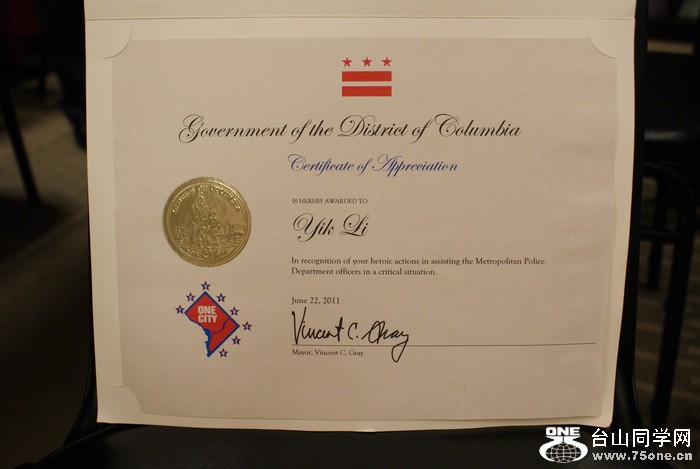 Government of the District of Columbia
Certificate of Appreciation
IS HEREBY AWARDED TO
Yik Li
In recognition of your heroic actions in assisting the Metropolitan Police
Department officers in a critical situation.
June 22, 2011
Vincent C. Gray
Mayor, Vincent C. Gray
ONE
CITY
ONE
台山同学网
www.75one.cn